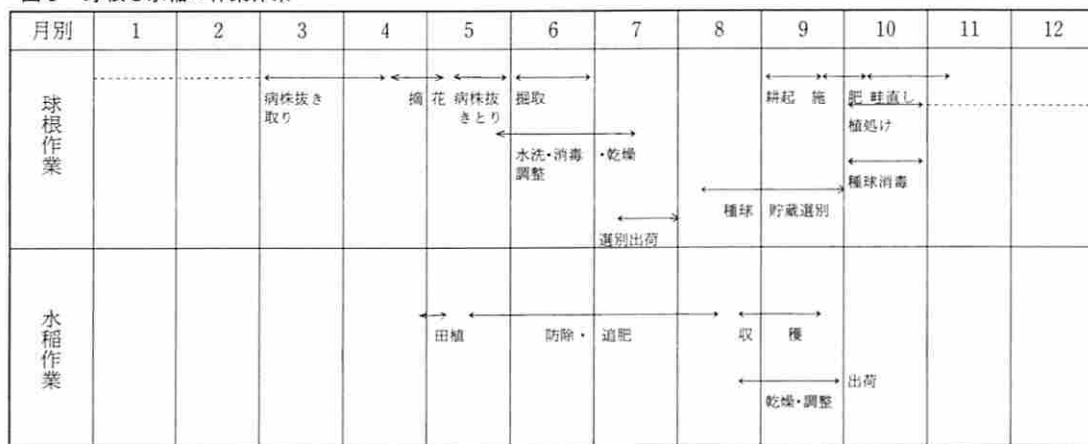 月別 1 2 3 4 5 6 7 8 9 10 11 12
球根作業
病株抜き取り
摘花
病株抜きとり
掘取
耕起 施肥 畦直し
植処け
水洗・消毒・乾燥
調整
種球消毒
種球貯蔵選別
選別出荷
水稲作業
田植
防除・追肥
収穫
出荷
乾燥・調整